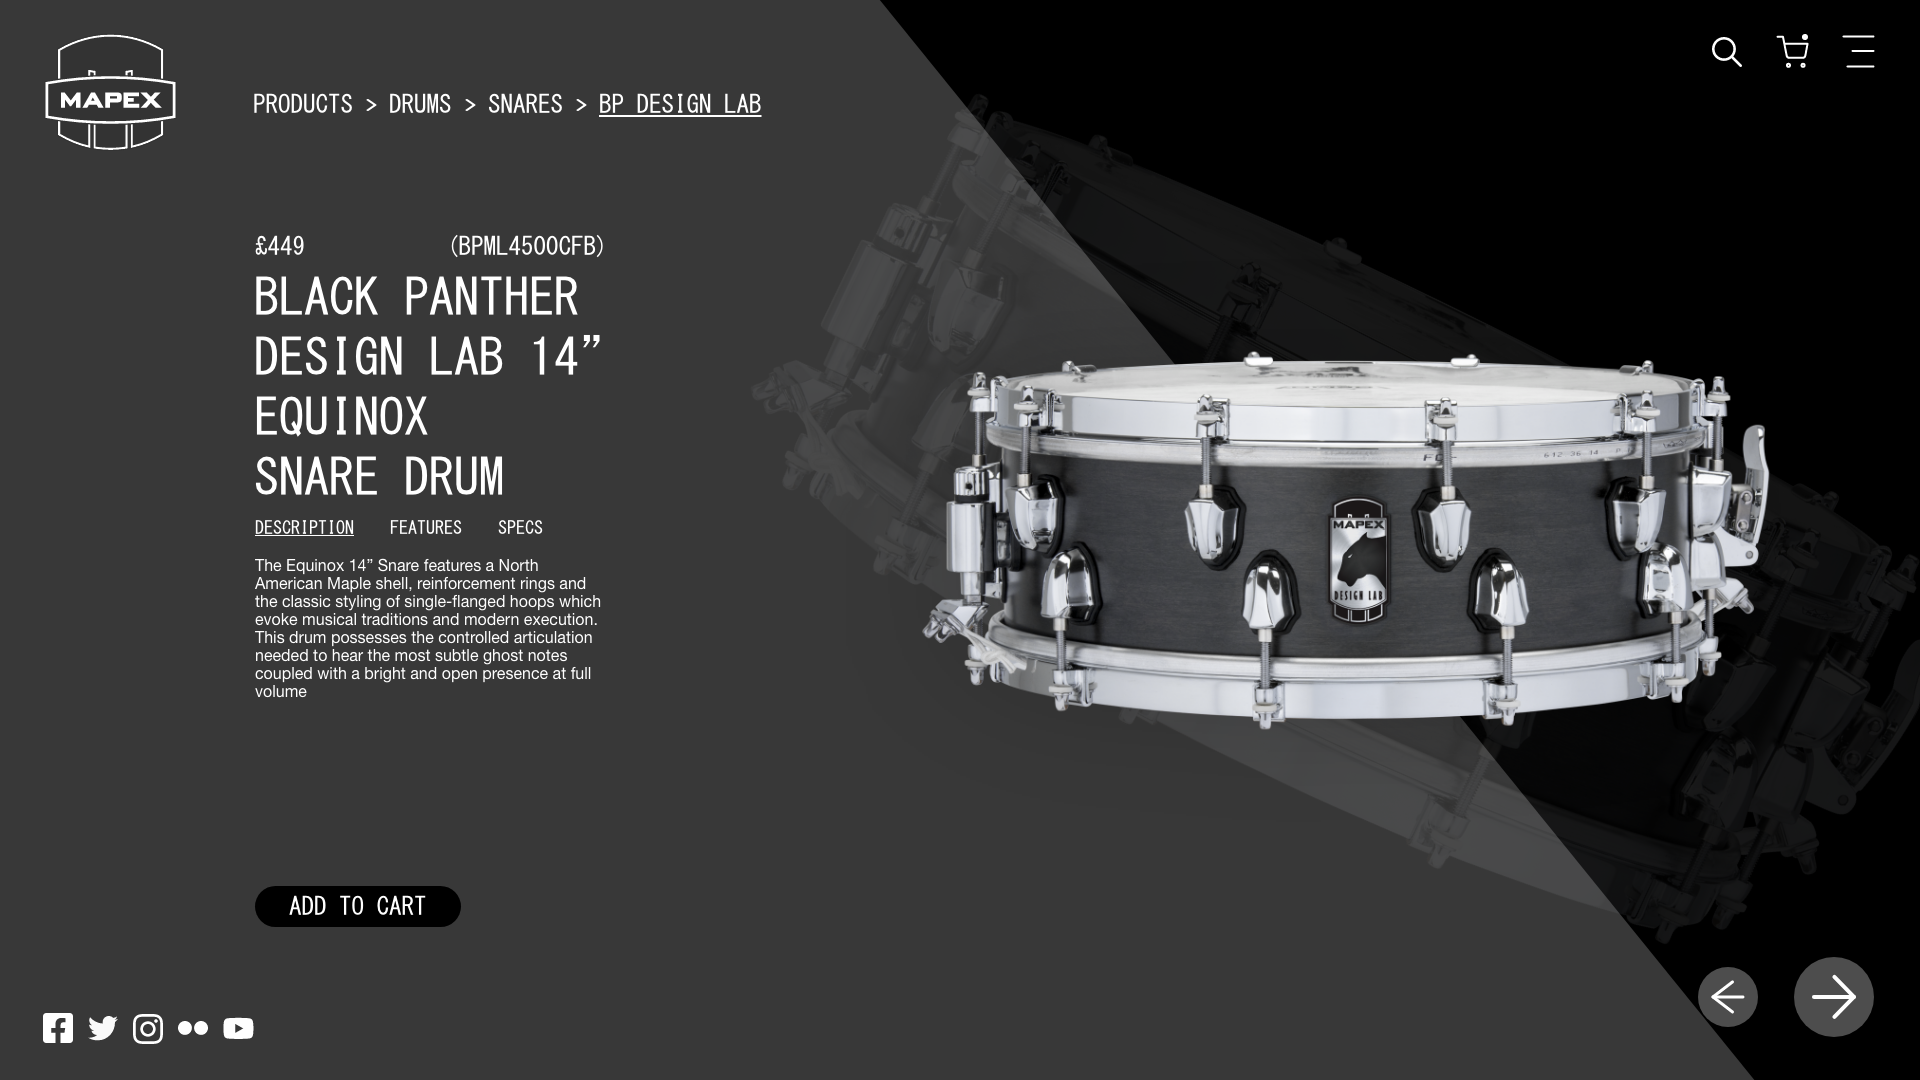 MAPEX
PRODUCTS > DRUMS > SNARES > BP DESIGN LAB
£449 (BPML4500CFB)
BLACK PANTHER
DESIGN LAB 14”
EQUINOX
SNARE DRUM
DESCRIPTION FEATURES SPECS
The Equinox 14” Snare features a North
American Maple shell, reinforcement rings and
the classic styling of single-flanged hoops which
evoke musical traditions and modern execution.
This drum possesses the controlled articulation
needed to hear the most subtle ghost notes
coupled with a bright and open presence at full
volume
MAPEX
DESIGN LAB
ADD TO CART